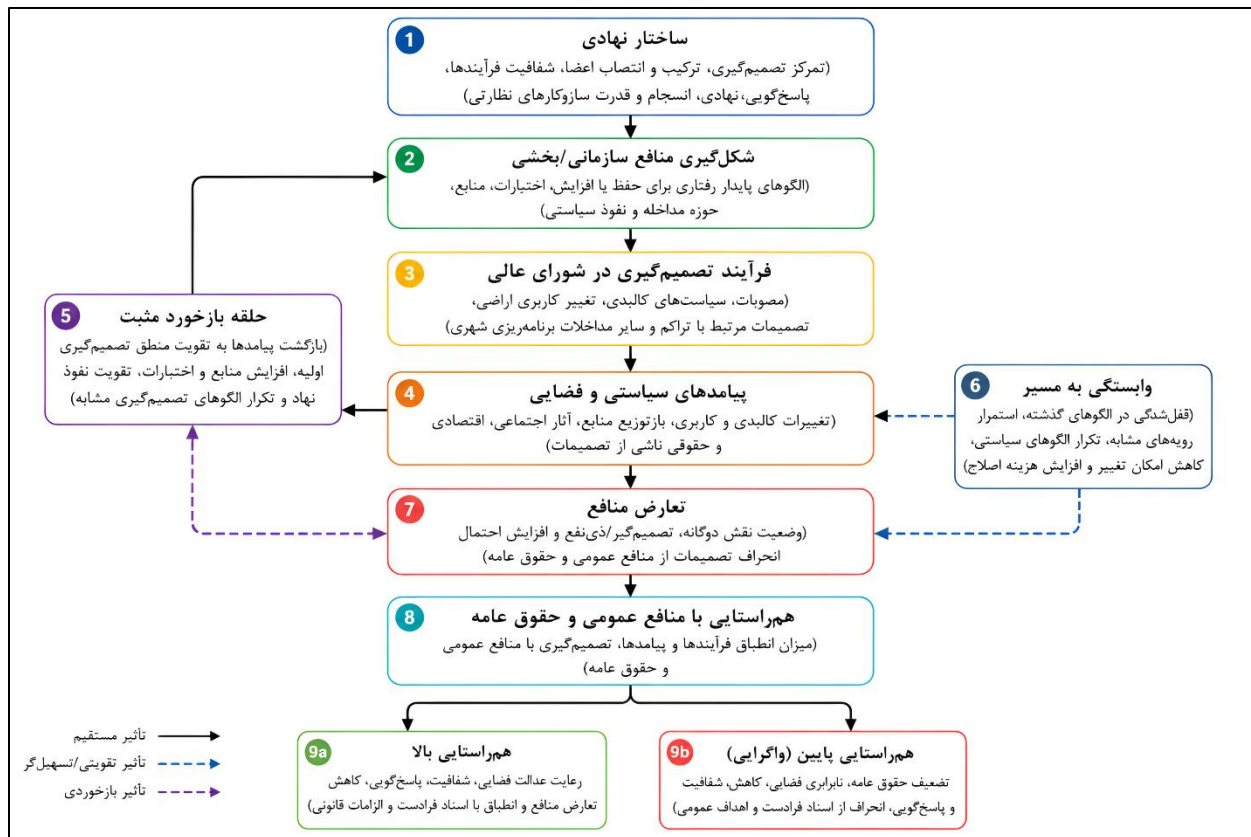 1
ساختار نهادی
(تمرکز تصمیم‌گیری، ترکیب و انتصاب اعضا، شفافیت فرآیندها،
پاسخ‌گویی،نهادی، انسجام و قدرت سازوکارهای نظارتی)
2
شکل‌گیری منافع سازمانی/بخشی
(الگوهای پایدار رفتاری برای حفظ یا افزایش، اختیارات، منابع،
حوزه مداخله و نفوذ سیاستی)
3
فرآیند تصمیم‌گیری در شورای عالی
(مصوبات، سیاست‌های کالبدی، تغییر کاربری اراضی،
تصمیمات مرتبط با تراکم و سایر مداخلات برنامه‌ریزی شهری)
4
پیامدهای سیاستی و فضایی
(تغییرات کالبدی و کاربری، بازتوزیع منابع، آثار اجتماعی، اقتصادی
و حقوقی ناشی از تصمیمات)
5
حلقه بازخورد مثبت
(بازگشت پیامدها به تقویت منطق تصمیم‌گیری
اولیه، افزایش منابع و اختیارات، تقویت نفوذ
نهاد و تکرار الگوهای تصمیم‌گیری مشابه)
6
وابستگی به مسیر
(قفل‌شدگی در الگوهای گذشته، استمرار
رویه‌های مشابه، تکرار الگوهای سیاستی،
کاهش امکان تغییر و افزایش هزینه اصلاح)
7
تعارض منافع
(وضعیت نقش دوگانه، تصمیم‌گیر/ذی‌نفع و افزایش احتمال
انحراف تصمیمات از منافع عمومی و حقوق عامه)
8
هم‌راستایی با منافع عمومی و حقوق عامه
(میزان انطباق فرآیندها و پیامدها، تصمیم‌گیری با منافع عمومی
و حقوق عامه)
9b
هم‌راستایی پایین (واگرایی)
تضعیف حقوق عامه، نابرابری فضایی، کاهش، شفافیت
و پاسخ‌گویی، انحراف از اسناد فرادست و اهداف عمومی)
9a
هم‌راستایی بالا
رعایت عدالت فضایی، شفافیت، پاسخ‌گویی، کاهش
تعارض منافع و انطباق با اسناد فرادست و الزامات قانونی)
تأثیر مستقیم
تأثیر تقویتی/تسهیل‌گر
تأثیر بازخوردی